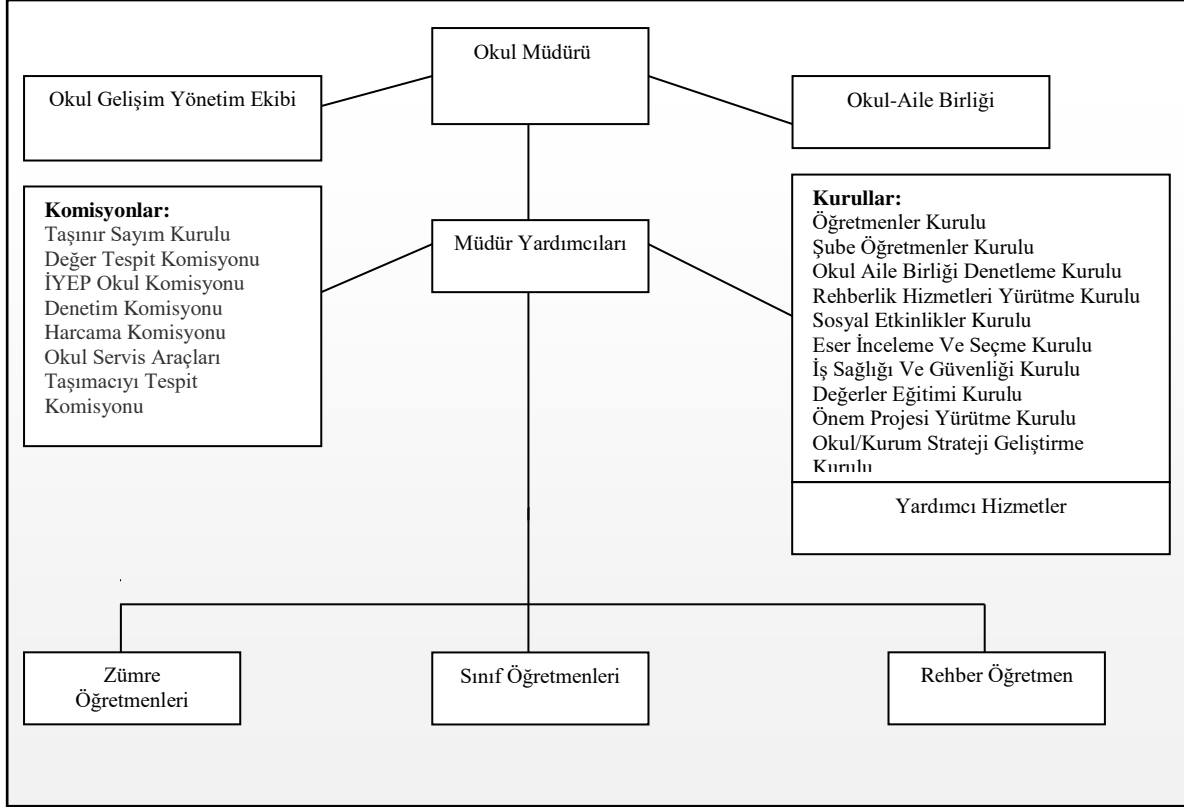 Okul Müdürü
Okul Gelişim Yönetim Ekibi
Okul-Aile Birliği
Komisyonlar:
Taşınır Sayım Kurulu
Değer Tespit Komisyonu
İYEP Okul Komisyonu
Denetim Komisyonu
Harcama Komisyonu
Okul Servis Araçları
Taşımacıyı Tespit
Komisyonu
Müdür Yardımcıları
Kurullar:
Öğretmenler Kurulu
Şube Öğretmenler Kurulu
Okul Aile Birliği Denetleme Kurulu
Rehberlik Hizmetleri Yürütme Kurulu
Sosyal Etkinlikler Kurulu
Eser İnceleme Ve Seçme Kurulu
İş Sağlığı Ve Güvenliği Kurulu
Değerler Eğitimi Kurulu
Önem Projesi Yürütme Kurulu
Okul/Kurum Strateji Geliştirme
Kurulu
Yardımcı Hizmetler
Zümre
Öğretmenleri
Sınıf Öğretmenleri
Rehber Öğretmen